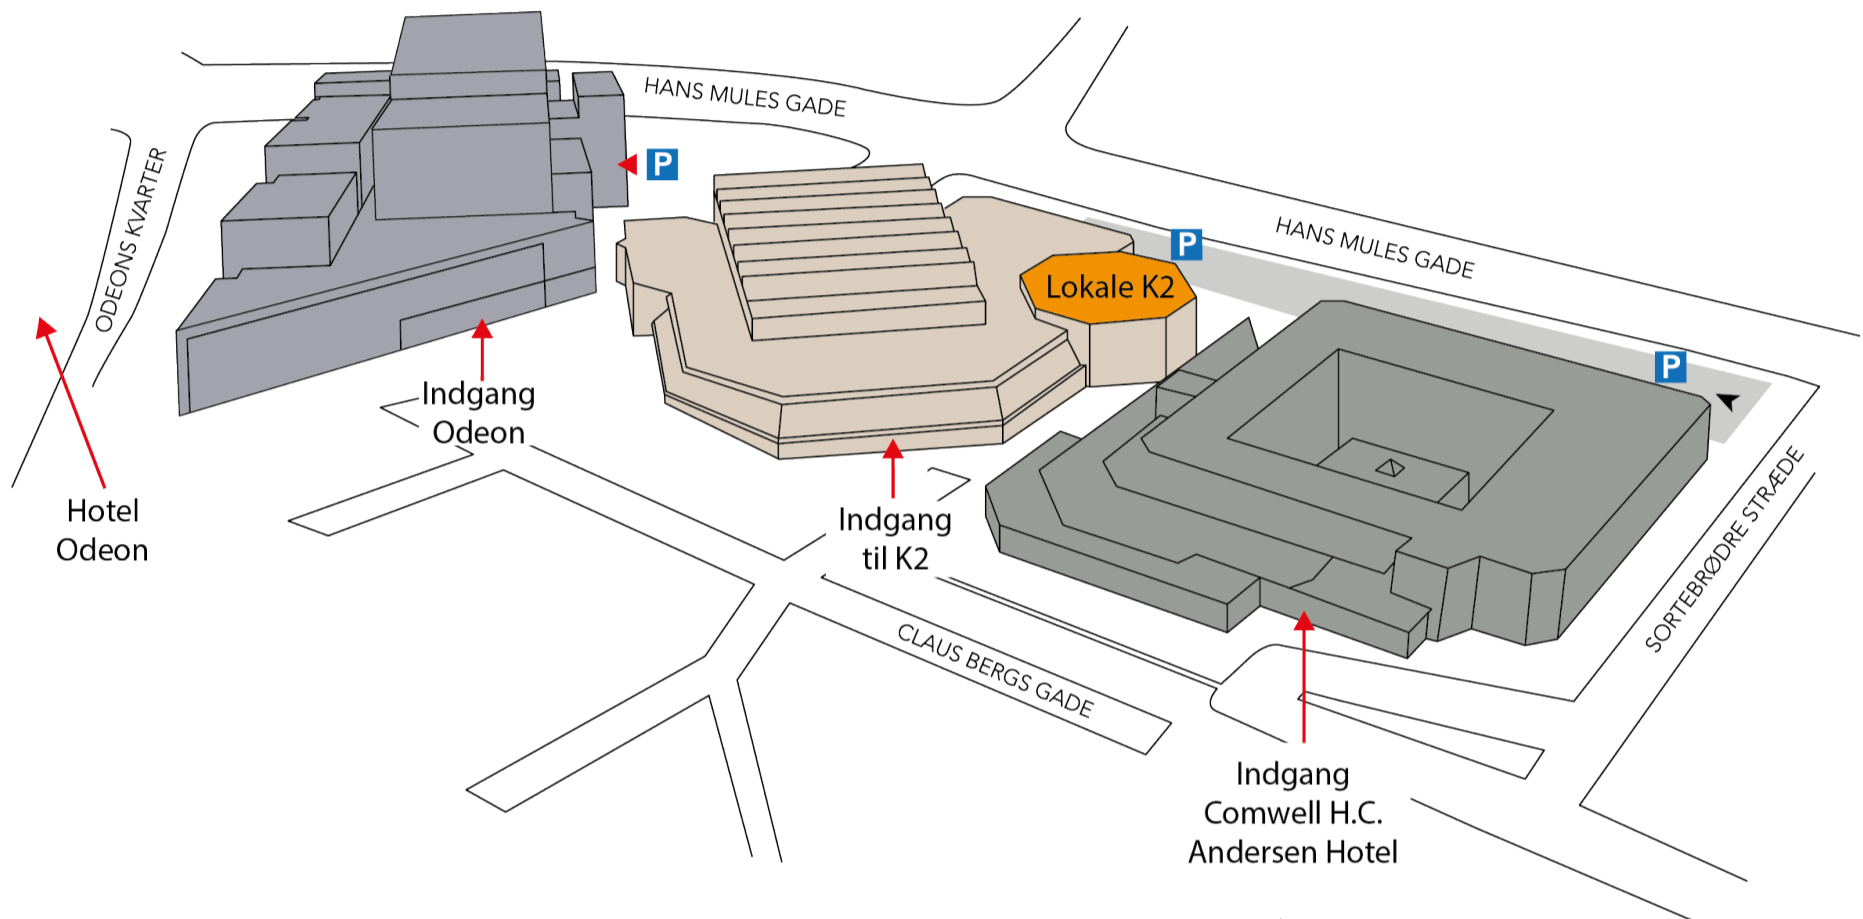 HANS MULES GADE
P
ODEONS KVARTER
HANS MULES GADE
P
Lokale K2
P
Indgang
Odeon
Hotel
Odeon
Indgang
til K2
SORTEBRØDRE STRÆDE
CLAUS BERGS GADE
Indgang
Comwell H.C.
Andersen Hotel